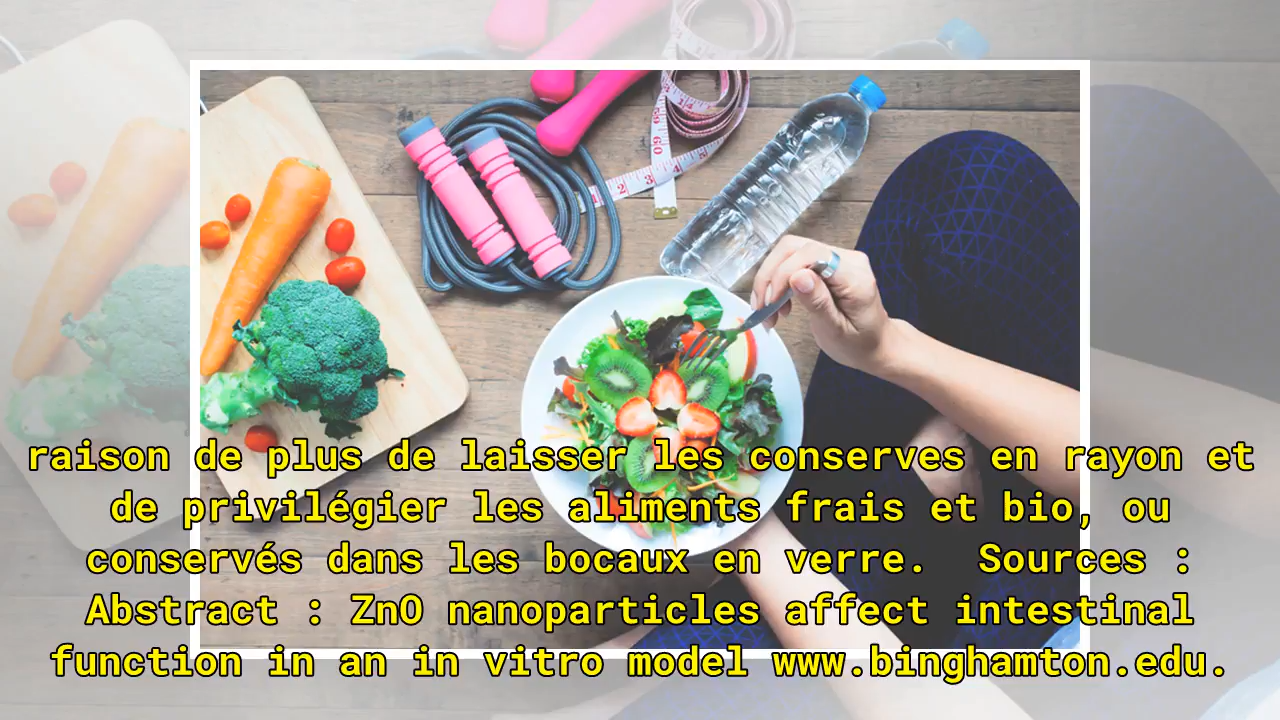 raison de plus de laisser les conserves en rayon et
de privilégier les aliments frais et bio, ou
conservés dans les bocaux en verre.  Sources :
Abstract : ZnO nanoparticles affect intestinal
function in an in vitro model www.binghamton.edu.